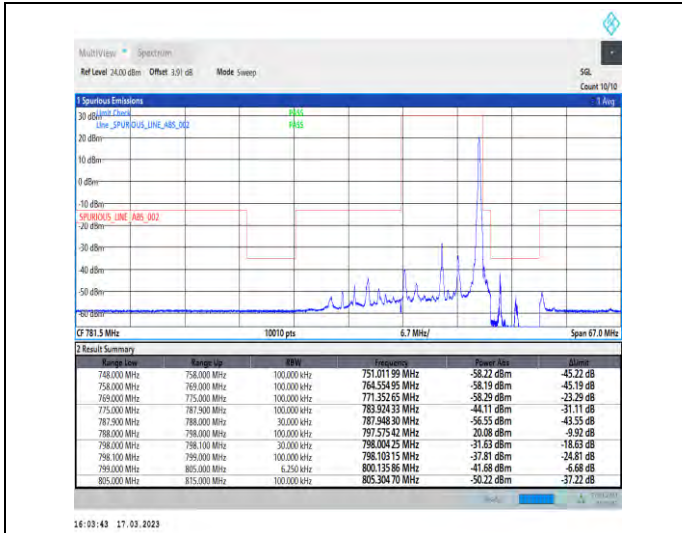 MultiView Spectrum
Ref Level 24.00 dBm Offset 3.91 dB Mode Sweep SGL
Count 10/10
1 Spurious Emissions 1 Avg
30 dBm Limit Check PASS
Line _SPURIOUS_LINE_ABS_002 PASS
20 dBm
10 dBm
0 dBm
-10 dBm
SPURIOUS_LINE_ABS_002
-20 dBm
-30 dBm
-40 dBm
-50 dBm
-60 dBm
CF 781.5 MHz 10010 pts 6.7 MHz/ Span 67.0 MHz
2 Result Summary
Range Low Range Up RBW Frequency Power Abs ΔLimit
748.000 MHz 758.000 MHz 100.000 kHz 751.011 99 MHz -58.22 dBm -45.22 dB
758.000 MHz 769.000 MHz 100.000 kHz 764.554 95 MHz -58.19 dBm -45.19 dB
769.000 MHz 775.000 MHz 100.000 kHz 771.352 65 MHz -58.29 dBm -23.29 dB
775.000 MHz 787.900 MHz 100.000 kHz 783.924 33 MHz -44.11 dBm -31.11 dB
787.900 MHz 788.000 MHz 30.000 kHz 787.948 30 MHz -56.55 dBm -43.55 dB
788.000 MHz 798.000 MHz 100.000 kHz 797.575 42 MHz 20.08 dBm -9.92 dB
798.000 MHz 798.100 MHz 30.000 kHz 798.004 25 MHz -31.63 dBm -18.63 dB
798.100 MHz 799.000 MHz 100.000 kHz 798.103 15 MHz -37.81 dBm -24.81 dB
799.000 MHz 805.000 MHz 6.250 kHz 800.135 86 MHz -41.68 dBm -6.68 dB
805.000 MHz 815.000 MHz 100.000 kHz 805.304 70 MHz -50.22 dBm -37.22 dB
16:03:43 17.03.2023